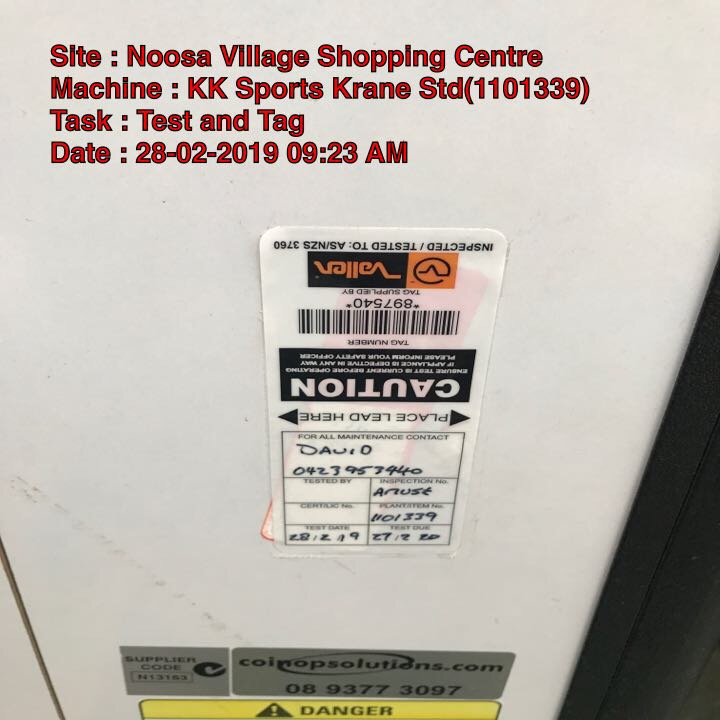 Site : Noosa Village Shopping Centre
Machine : KK Sports Krane Std(1101339)
Task : Test and Tag
Date : 28-02-2019 09:23 AM
INSPECTED / TESTED TO: AS/NZS 3760
Vallen
TAG SUPPLIED BY
*897540*
TAG NUMBER
PLEASE INFORM YOUR SAFETY OFFICER
IF APPLIANCE IS DEFECTIVE IN ANY WAY
ENSURE TEST IS CURRENT BEFORE OPERATING
CAUTION
PLACE LEAD HERE
FOR ALL MAINTENANCE CONTACT
DAVID
0423953940
TESTED BY INSPECTION No.
AMUSE
CERT/LIC No. PLANT/ITEM No.
1101339
TEST DATE TEST DUE
28/2/19 27/2 20
SUPPLIER
CODE
N13163
coinopsolutions.com
08 9377 3097
DANGER